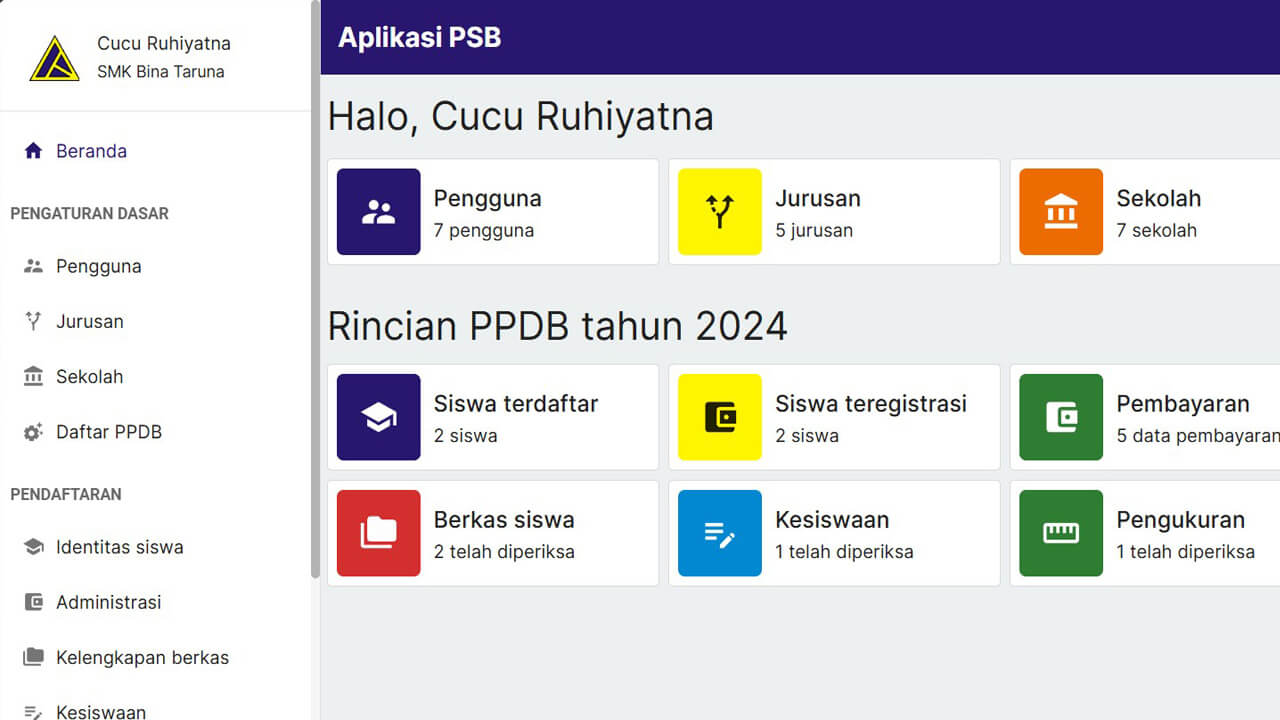 Cucu Ruhiyatna
SMK Bina Taruna
Beranda
PENGATURAN DASAR
Pengguna
Jurusan
Sekolah
Daftar PPDB
PENDAFTARAN
Identitas siswa
Administrasi
Kelengkapan berkas
Kesiswaan
Aplikasi PSB
Halo, Cucu Ruhiyatna
Pengguna
7 pengguna
Jurusan
5 jurusan
Sekolah
7 sekolah
Rincian PPDB tahun 2024
Siswa terdaftar
2 siswa
Siswa teregistrasi
2 siswa
Pembayaran
5 data pembayaran
Berkas siswa
2 telah diperiksa
Kesiswaan
1 telah diperiksa
Pengukuran
1 telah diperiksa